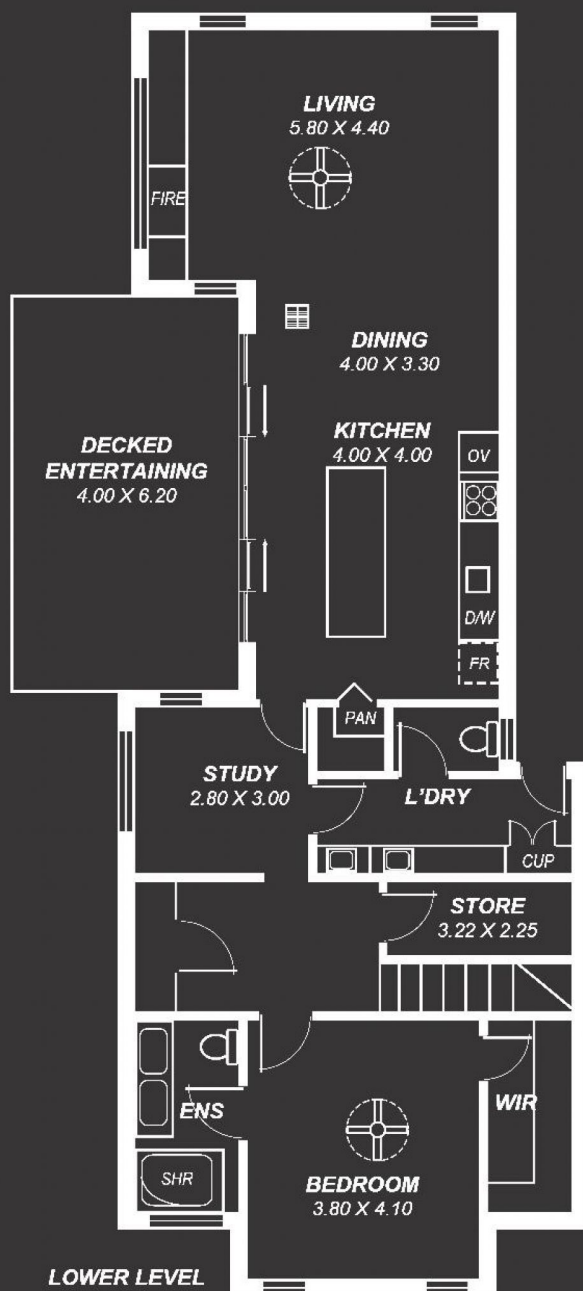 LIVING
5.80 X 4.40
FIRE
DINING
4.00 X 3.30
KITCHEN
4.00 X 4.00
OV
DECKED
ENTERTAINING
4.00 X 6.20
D/W
FR
PAN
STUDY
2.80 X 3.00
L'DRY
CUP
STORE
3.22 X 2.25
ENS
WIR
SHR
BEDROOM
3.80 X 4.10
LOWER LEVEL